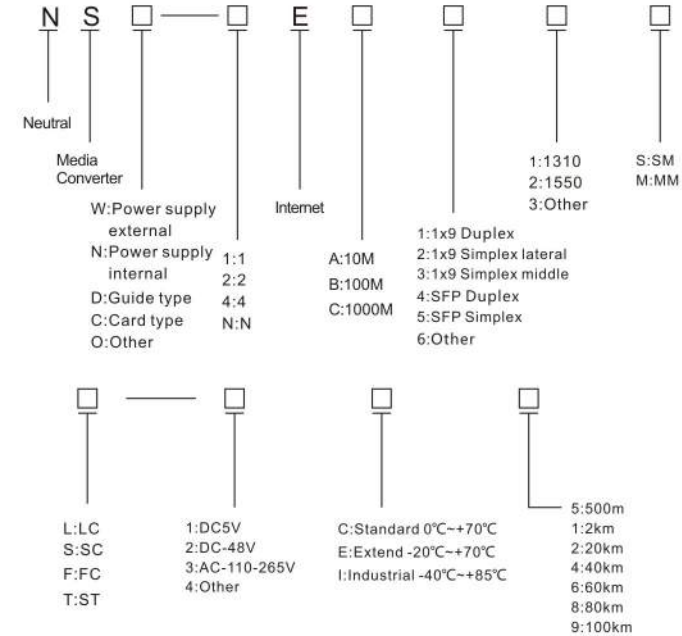 N S □ — □ E □ □ □ □
Neutral
Media
Converter
W:Power supply
external
N:Power supply
internal
D:Guide type
C:Card type
O:Other
1:1
2:2
4:4
N:N
Internet
A:10M
B:100M
C:1000M
1:1x9 Duplex
2:1x9 Simplex lateral
3:1x9 Simplex middle
4:SFP Duplex
5:SFP Simplex
6:Other
1:1310
2:1550
3:Other
S:SM
M:MM
□ — □ □ □
L:LC
S:SC
F:FC
T:ST
1:DC5V
2:DC-48V
3:AC-110-265V
4:Other
C:Standard 0℃~+70℃
E:Extend -20℃~+70℃
I:Industrial -40℃~+85℃
5:500m
1:2km
2:20km
4:40km
6:60km
8:80km
9:100km